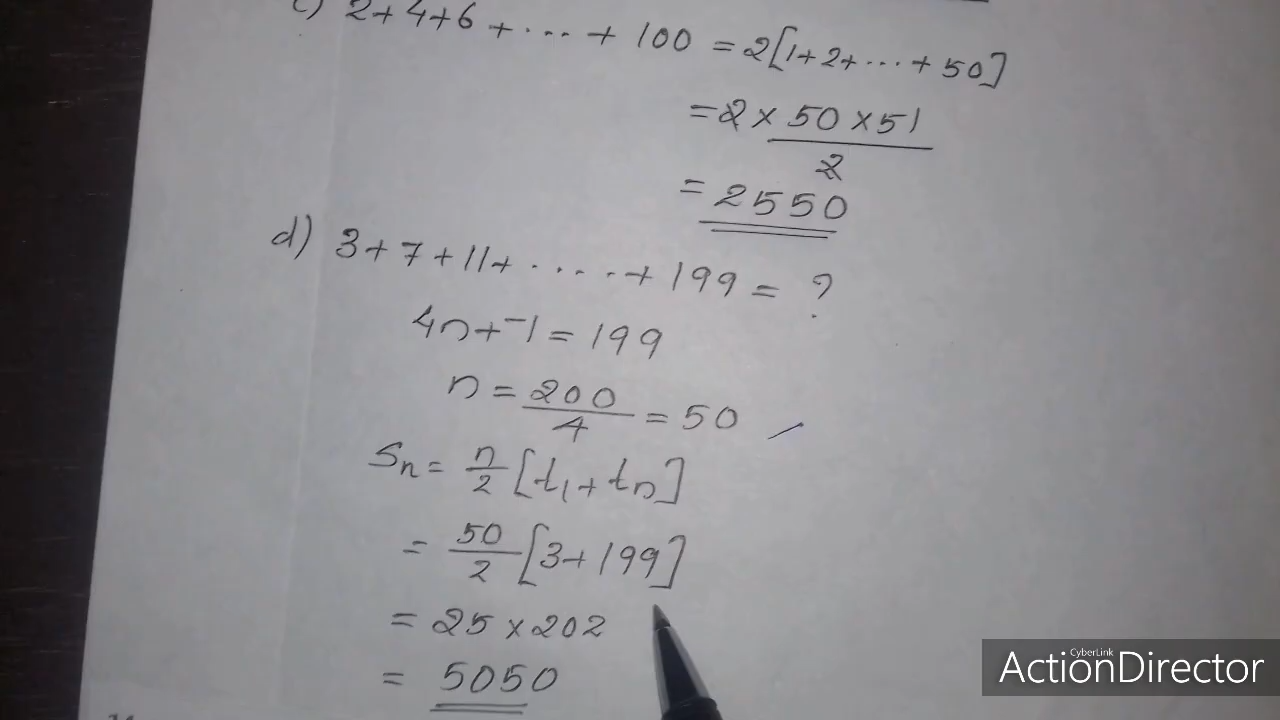 c) 2+4+6+....+ 100 = 2[1+2+...+50]
= 2 × 50 × 51 / 2
= 2550
d) 3+7+11+.....+199 = ?
4n+-1 = 199
n = 200/4 = 50
Sn = n/2 [t1+tn]
= 50/2 [3+199]
= 25 × 202
= 5050
CyberLink
ActionDirector